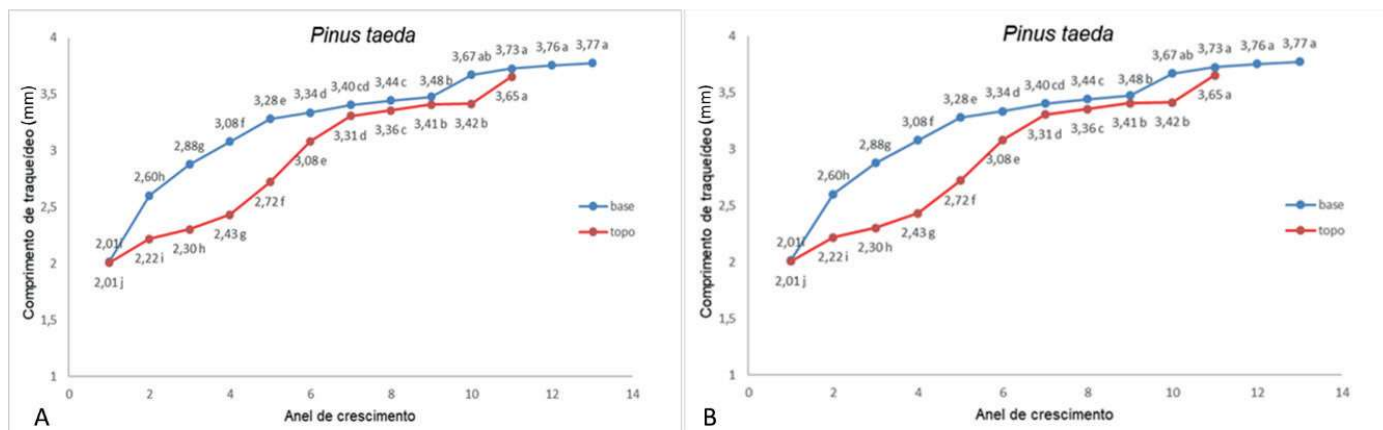 Pinus taeda
Comprimento de traqueídeo (mm)
4
3,5
3
2,5
2
1,5
1
2,01i
2,60h
2,88g
3,08f
3,28 e
3,34 d
3,40 cd
3,44 c
3,48 b
3,67 ab
3,73 a
3,76 a
3,77 a
2,01 j
2,22 i
2,30 h
2,43 g
2,72 f
3,08 e
3,31 d
3,36 c
3,41 b
3,42 b
3,65 a
base
topo
0
2
4
6
8
10
12
14
Anel de crescimento
A
Pinus taeda
Comprimento de traqueídeo (mm)
4
3,5
3
2,5
2
1,5
1
2,01i
2,60h
2,88g
3,08f
3,28 e
3,34 d
3,40 cd
3,44 c
3,48 b
3,67 ab
3,73 a
3,76 a
3,77 a
2,01 j
2,22 i
2,30 h
2,43 g
2,72 f
3,08 e
3,31 d
3,36 c
3,41 b
3,42 b
3,65 a
base
topo
0
2
4
6
8
10
12
14
Anel de crescimento
B